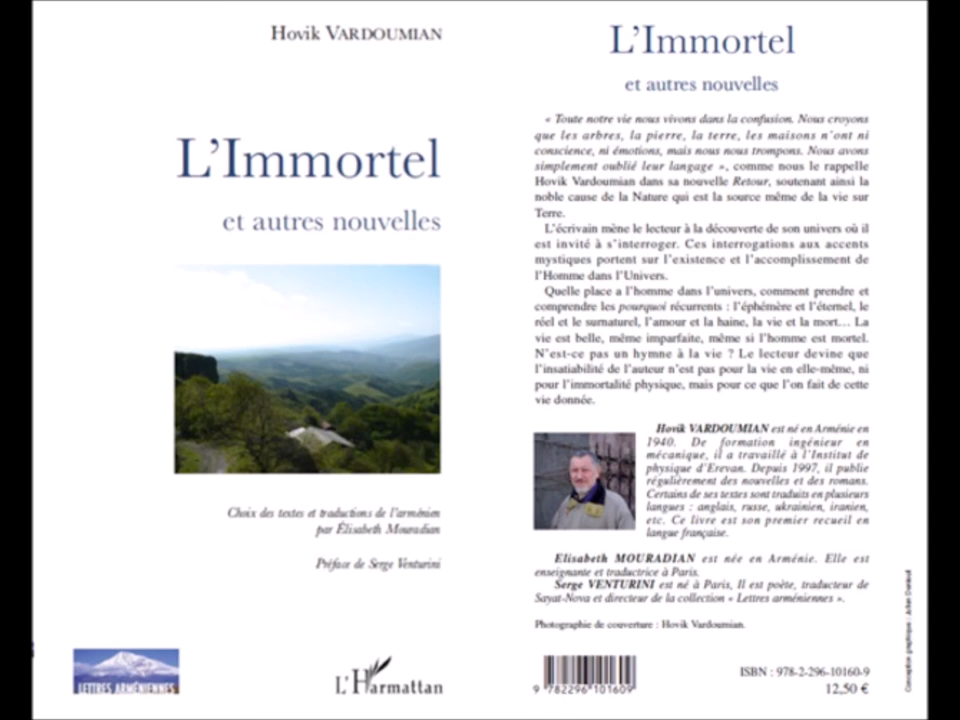 Hovik VARDOUMIAN
L'Immortel
et autres nouvelles
Choix des textes et traductions de l'arménien
par Élisabeth Mouradian
Préface de Serge Venturini
LETTRES ARMÉNIENNES
L'Harmattan
L'Immortel
et autres nouvelles
« Toute notre vie nous vivons dans la confusion. Nous croyons
que les arbres, la pierre, la terre, les maisons n'ont ni
conscience, ni émotions, mais nous nous trompons. Nous avons
simplement oublié leur langage », comme nous le rappelle
Hovik Vardoumian dans sa nouvelle Retour, soutenant ainsi la
noble cause de la Nature qui est la source même de la vie sur
Terre.
L'écrivain mène le lecteur à la découverte de son univers où il
est invité à s'interroger. Ces interrogations aux accents
mystiques portent sur l'existence et l'accomplissement de
l'Homme dans l'Univers.
Quelle place a l'homme dans l'univers, comment prendre et
comprendre les pourquoi récurrents : l'éphémère et l'éternel, le
réel et le surnaturel, l'amour et la haine, la vie et la mort... La
vie est belle, même imparfaite, même si l'homme est mortel.
N'est-ce pas un hymne à la vie ? Le lecteur devine que
l'insatiabilité de l'auteur n'est pas pour la vie en elle-même, ni
pour l'immortalité physique, mais pour ce que l'on fait de cette
vie donnée.
Hovik VARDOUMIAN est né en Arménie en
1940. De formation ingénieur en
mécanique, il a travaillé à l'Institut de
physique d'Erevan. Depuis 1997, il publie
régulièrement des nouvelles et des romans.
Certains de ses textes sont traduits en plusieurs
langues : anglais, russe, ukrainien, iranien,
etc. Ce livre est son premier recueil en
langue française.
Elisabeth MOURADIAN est née en Arménie. Elle est
enseignante et traductrice à Paris.
Serge VENTURINI est né à Paris, Il est poète, traducteur de
Sayat-Nova et directeur de la collection « Lettres arméniennes ».
Photographie de couverture : Hovik Vardoumian.
9 782296 101609
ISBN : 978-2-296-10160-9
12,50 €
Conception graphique :